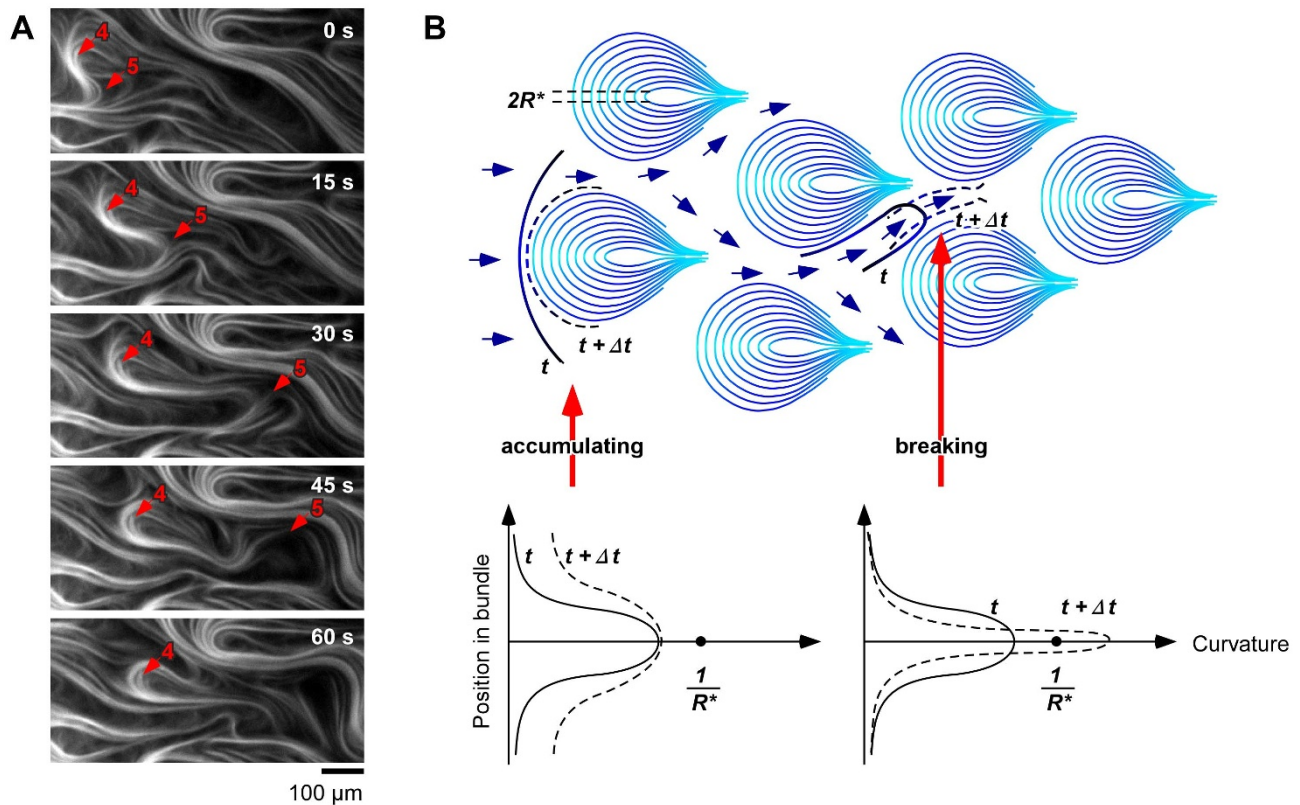 A
0 s
4
5
15 s
4
5
30 s
4
5
45 s
4
5
60 s
4
100 µm
B
2R*
t + Δt
t
t + Δt
t
accumulating
breaking
Position in bundle
t
t + Δt
1
R*
t
t + Δt
1
R*
Curvature